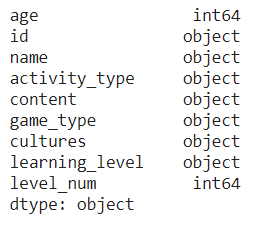 age int64
id object
name object
activity_type object
content object
game_type object
cultures object
learning_level object
level_num int64
dtype: object